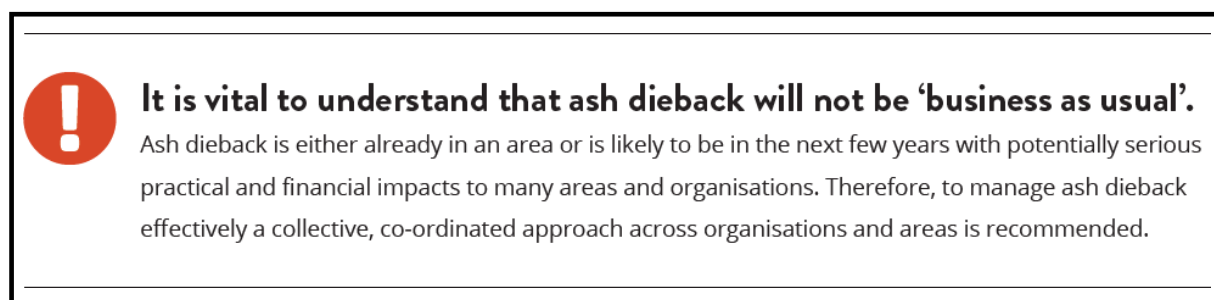 It is vital to understand that ash dieback will not be ‘business as usual’.
Ash dieback is either already in an area or is likely to be in the next few years with potentially serious
practical and financial impacts to many areas and organisations. Therefore, to manage ash dieback
effectively a collective, co-ordinated approach across organisations and areas is recommended.